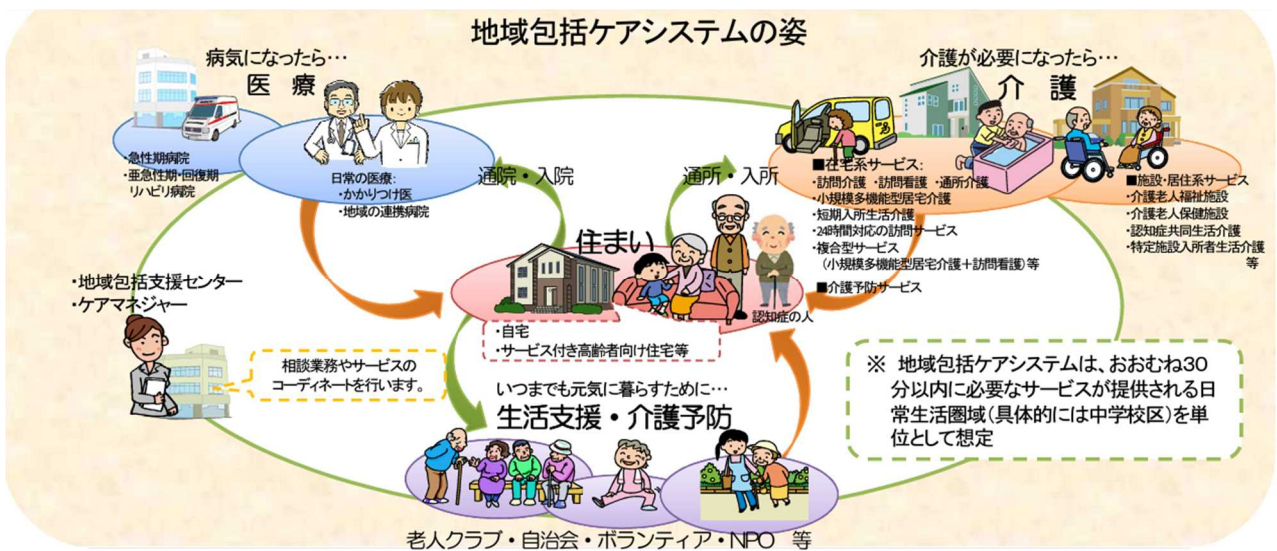 地域包括ケアシステムの姿
病気になったら…
医 療
・急性期病院
・亜急性期・回復期
リハビリ病院
日常の医療:
・かかりつけ医
・地域の連携病院
通院・入院
通所・入所
介護が必要になったら…
介 護
■在宅系サービス:
・訪問介護 ・訪問看護 ・通所介護
・小規模多機能型居宅介護
・短期入所生活介護
・24時間対応の訪問サービス
・複合型サービス
(小規模多機能型居宅介護+訪問看護)等
■介護予防サービス
■施設・居住系サービス
・介護老人福祉施設
・介護老人保健施設
・認知症共同生活介護
・特定施設入所者生活介護
等
住まい
認知症の人
・自宅
・サービス付き高齢者向け住宅等
・地域包括支援センター
・ケアマネジャー
相談業務やサービスの
コーディネートを行います。
いつまでも元気に暮らすために…
生活支援・介護予防
老人クラブ・自治会・ボランティア・NPO 等
※ 地域包括ケアシステムは、おおむね30
分以内に必要なサービスが提供される日
常生活圏域(具体的には中学校区)を単
位として想定